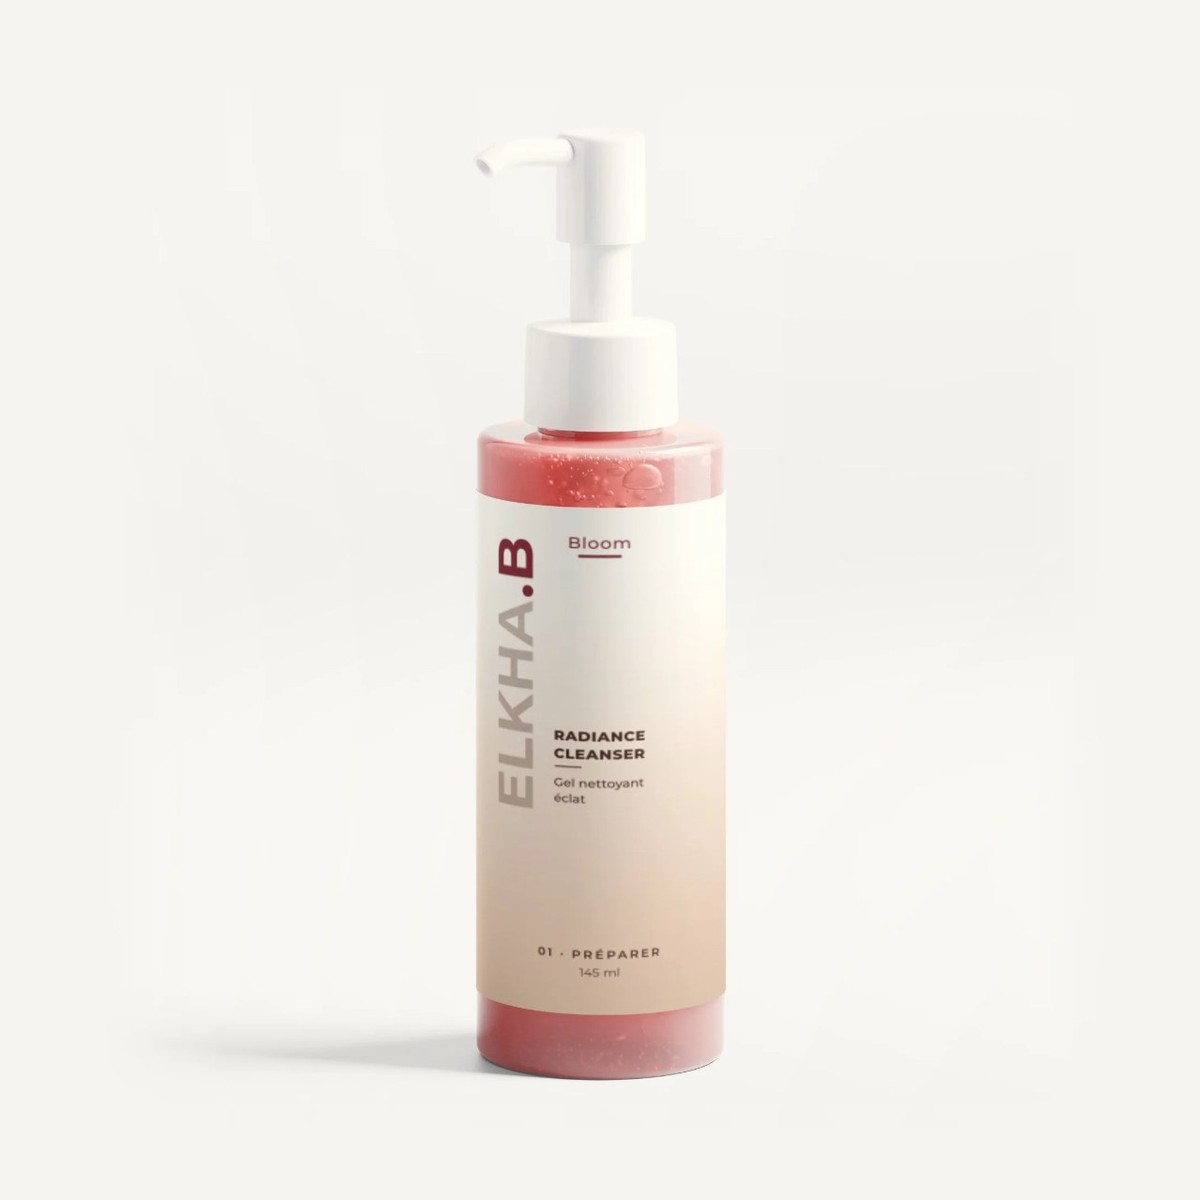 Bloom
ELKHA.B
RADIANCE
CLEANSER
Gel nettoyant
éclat
01 · PRÉPARER
145 ml